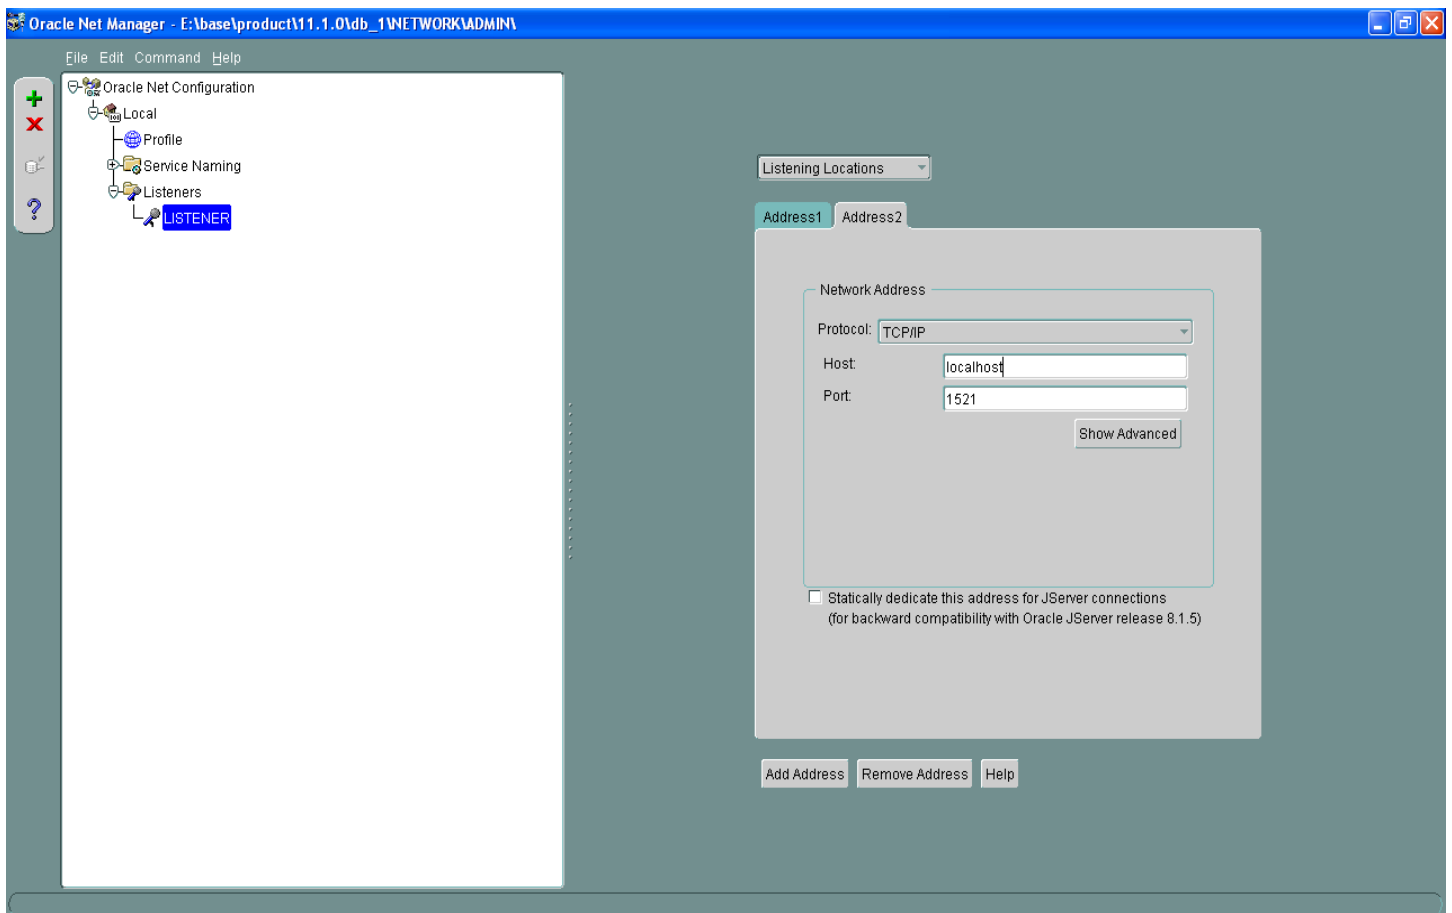 Oracle Net Manager - E:\base\product\11.1.0\db_1\NETWORK\ADMIN\
File Edit Command Help
Oracle Net Configuration
Local
Profile
Service Naming
Listeners
LISTENER
Listening Locations
Address1 Address2
Network Address
Protocol: TCP/IP
Host: localhost
Port: 1521
Show Advanced
Statically dedicate this address for JServer connections
(for backward compatibility with Oracle JServer release 8.1.5)
Add Address Remove Address Help